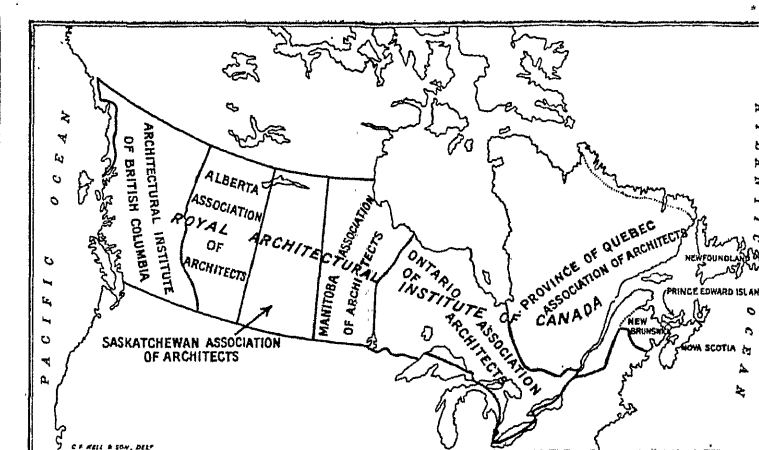 PACIFIC OCEAN
ARCHITECTURAL INSTITUTE
OF BRITISH COLUMBIA
ALBERTA
ASSOCIATION
OF
ARCHITECTS
SASKATCHEWAN ASSOCIATION
OF ARCHITECTS
MANITOBA ASSOCIATION
OF ARCHITECTS
ROYAL ARCHITECTURAL INSTITUTE OF CANADA
ONTARIO ASSOCIATION
OF
ARCHITECTS
PROVINCE OF QUEBEC
ASSOCIATION OF ARCHITECTS
NEWFOUNDLAND
PRINCE EDWARD ISLAN
NEW
BRUNSWICK
NOVA SCOTIA
OCEAN